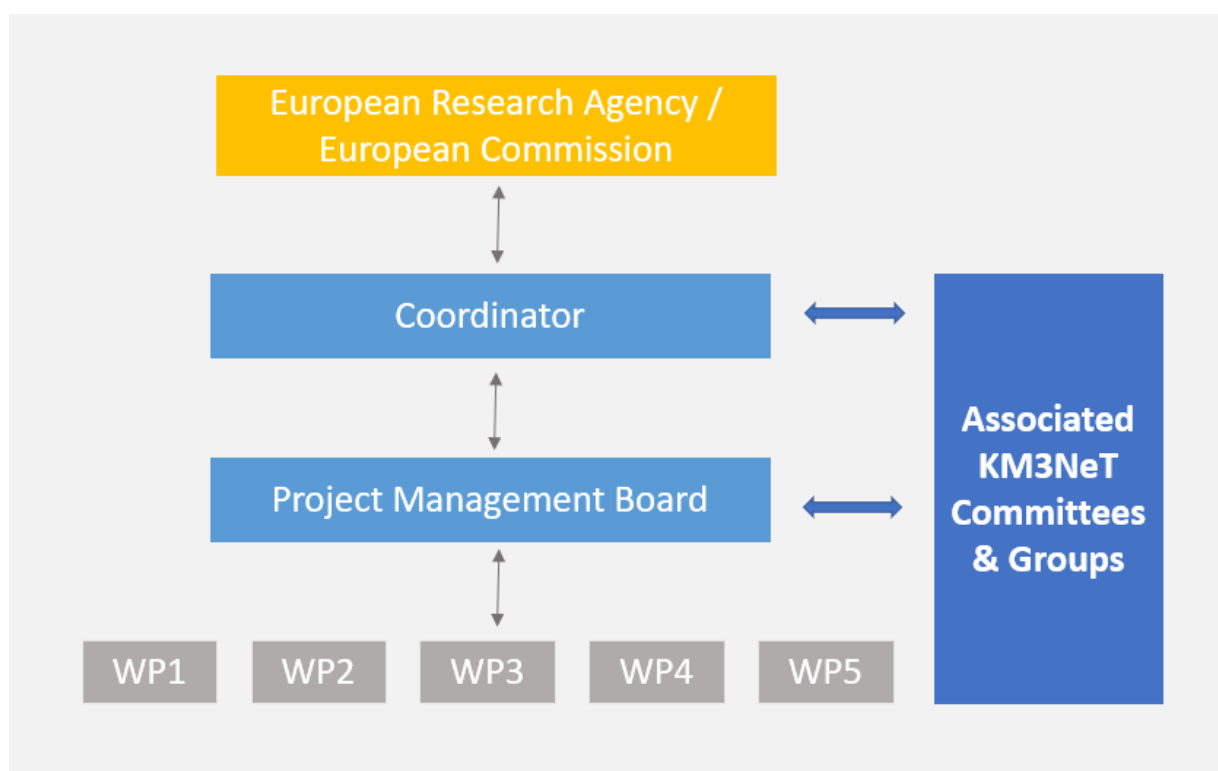 European Research Agency /
European Commission
Coordinator
Project Management Board
Associated
KM3NeT
Committees
& Groups
WP1
WP2
WP3
WP4
WP5